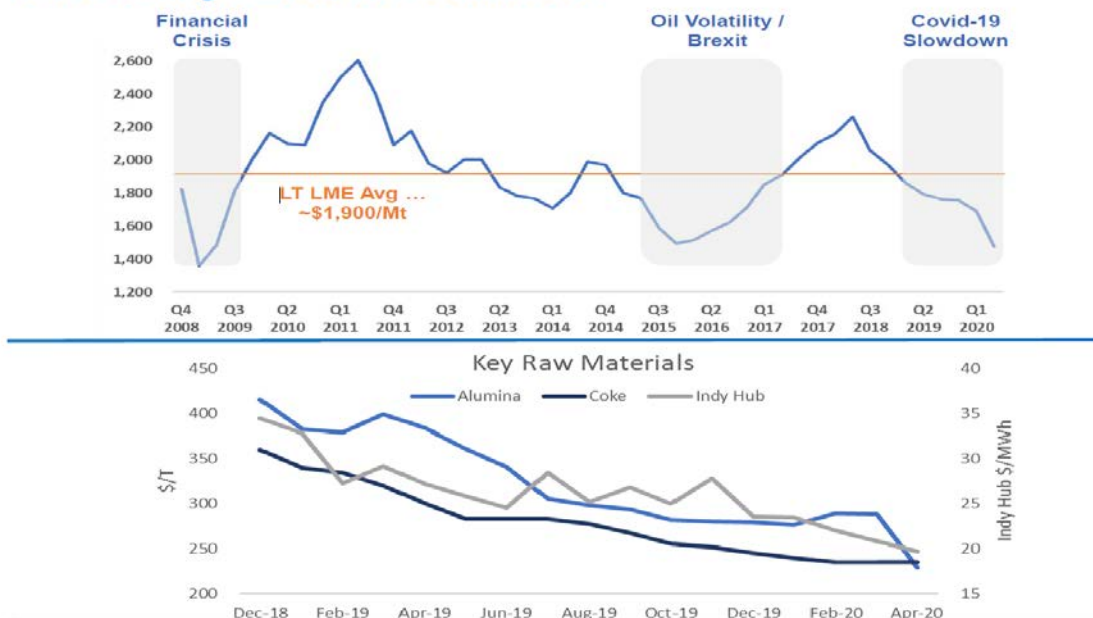 Financial
Crisis
Oil Volatility /
Brexit
Covid-19
Slowdown
2,600
2,400
2,200
2,000
1,800
1,600
1,400
1,200
LT LME Avg ...
~$1,900/Mt
Q4 Q3 Q2 Q1 Q4 Q3 Q2 Q1 Q4 Q3 Q2 Q1 Q4 Q3 Q2 Q1
2008 2009 2010 2011 2011 2012 2013 2014 2014 2015 2016 2017 2017 2018 2019 2020
Key Raw Materials
Alumina Coke Indy Hub
450
400
350
300
250
200
$/T
40
35
30
25
20
15
Indy Hub $/MWh
Dec-18 Feb-19 Apr-19 Jun-19 Aug-19 Oct-19 Dec-19 Feb-20 Apr-20